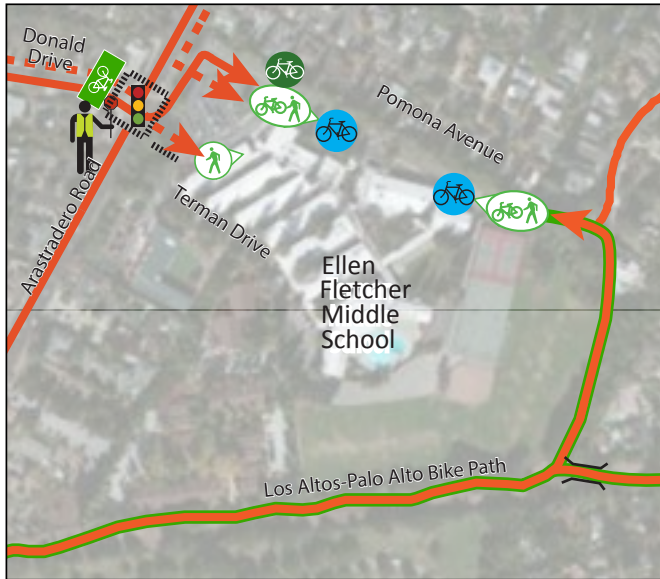 Donald
Drive
Pomona Avenue
Arastradero Road
Terman Drive
Ellen
Fletcher
Middle
School
Los Altos-Palo Alto Bike Path